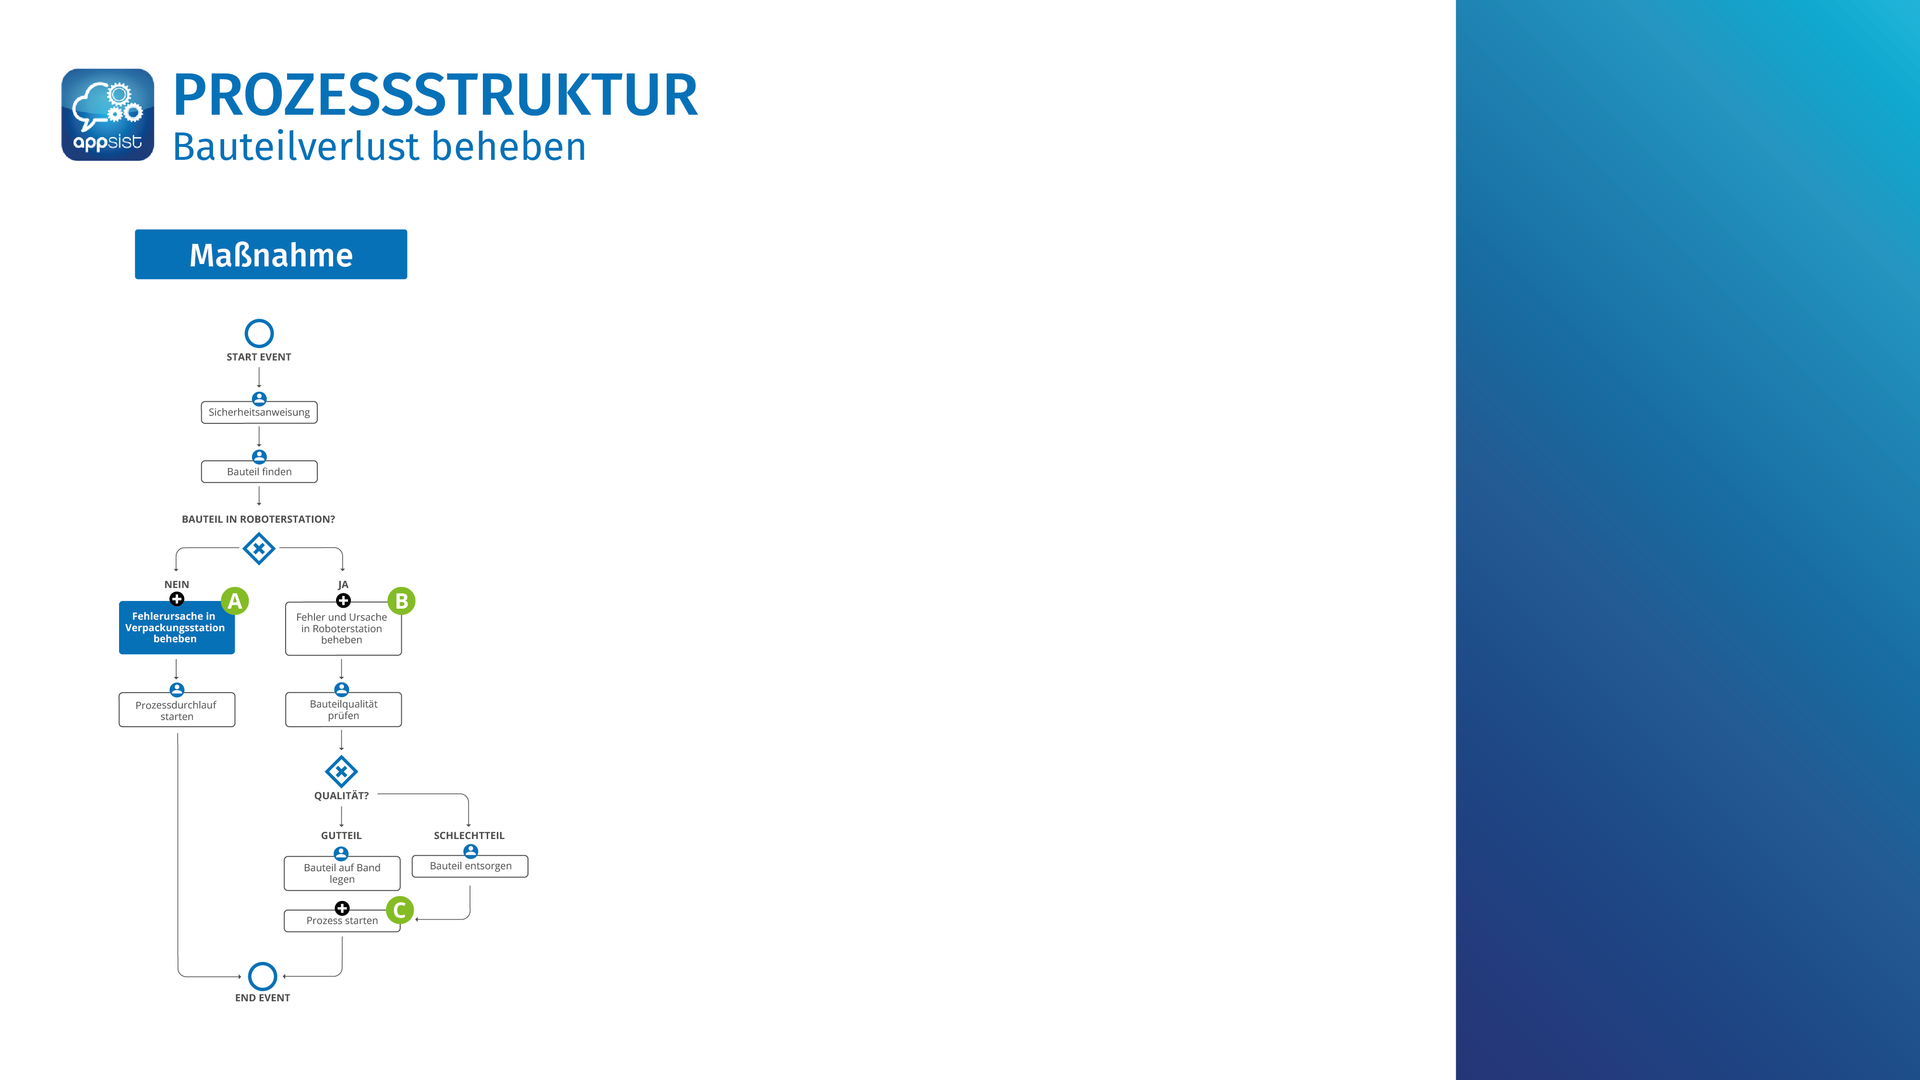 appsist
PROZESSSTRUKTUR
Bauteilverlust beheben
Maßnahme
START EVENT
Sicherheitsanweisung
Bauteil finden
BAUTEIL IN ROBOTERSTATION?
NEIN
A
Fehlerursache in
Verpackungsstation
beheben
Prozessdurchlauf
starten
JA
B
Fehler und Ursache
in Roboterstation
beheben
Bauteilqualität
prüfen
QUALITÄT?
GUTTEIL
Bauteil auf Band
legen
SCHLECHTTEIL
Bauteil entsorgen
C
Prozess starten
END EVENT